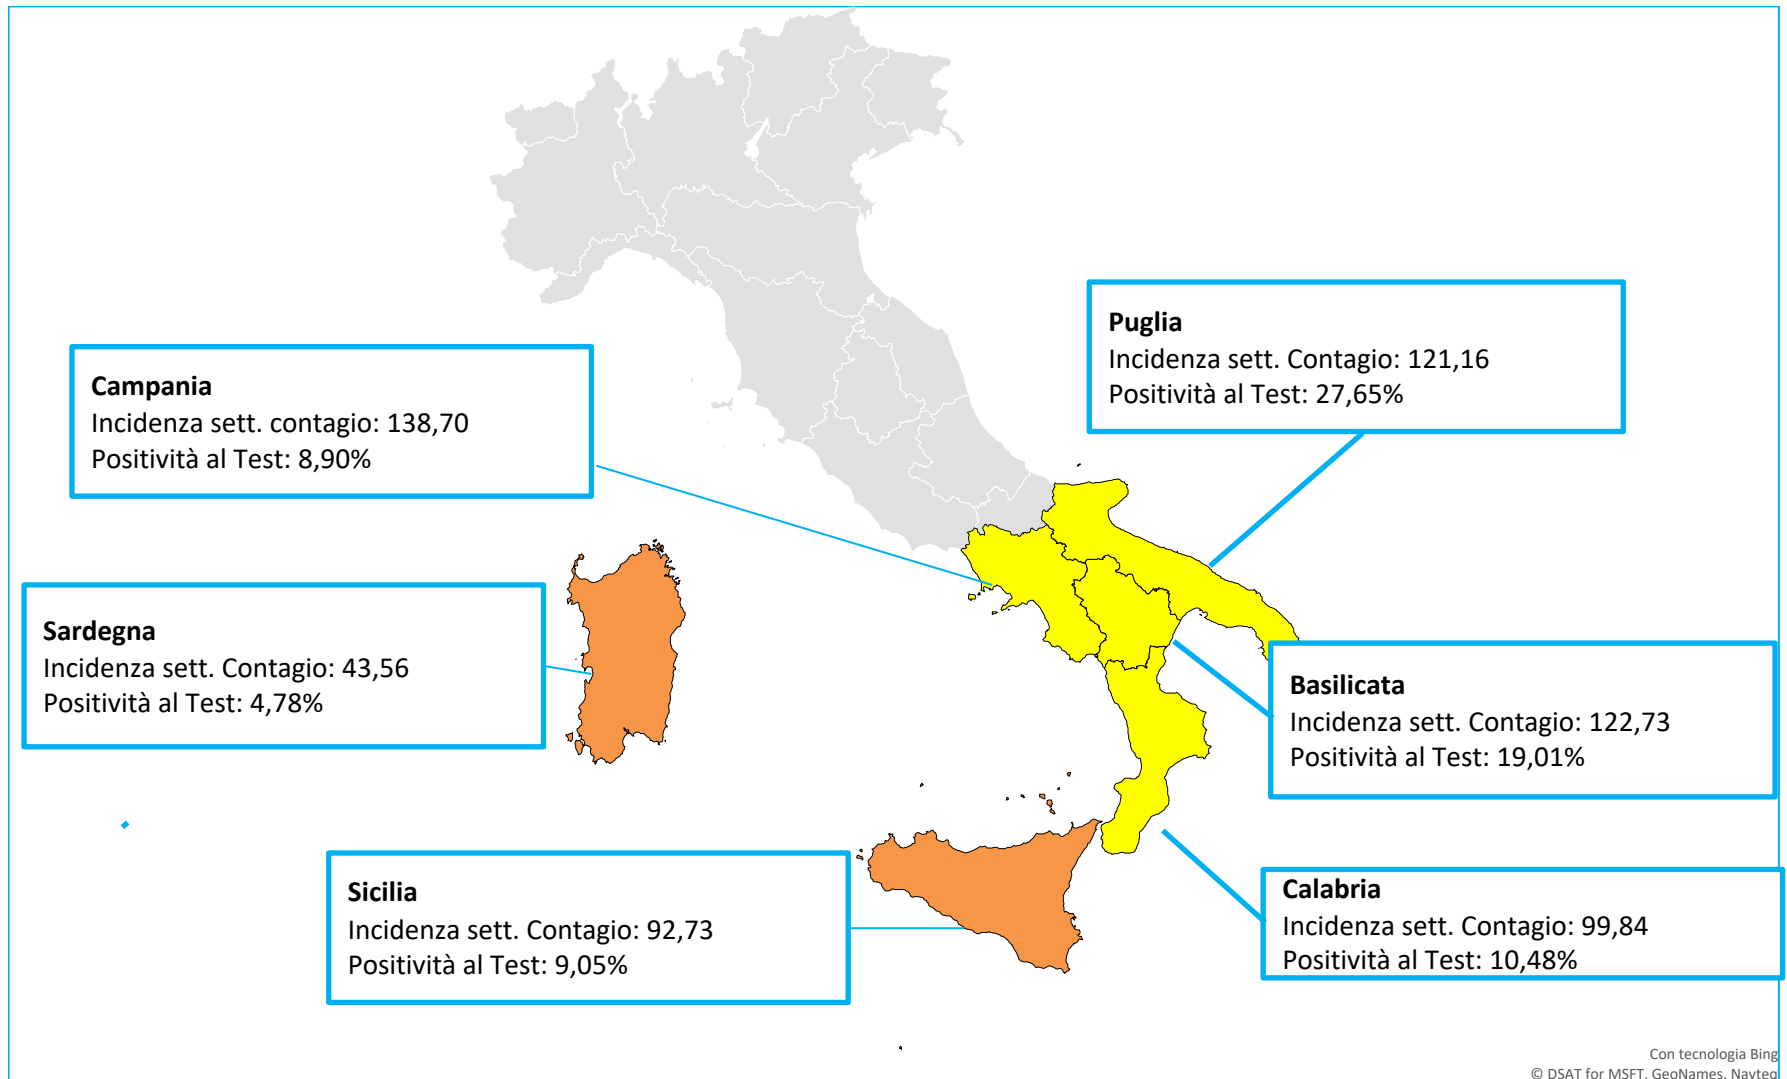 Puglia
Incidenza sett. Contagio: 121,16
Positività al Test: 27,65%
Campania
Incidenza sett. contagio: 138,70
Positività al Test: 8,90%
Sardegna
Incidenza sett. Contagio: 43,56
Positività al Test: 4,78%
Basilicata
Incidenza sett. Contagio: 122,73
Positività al Test: 19,01%
Sicilia
Incidenza sett. Contagio: 92,73
Positività al Test: 9,05%
Calabria
Incidenza sett. Contagio: 99,84
Positività al Test: 10,48%
Con tecnologia Bing
© DSAT for MSFT, GeoNames, Navteq